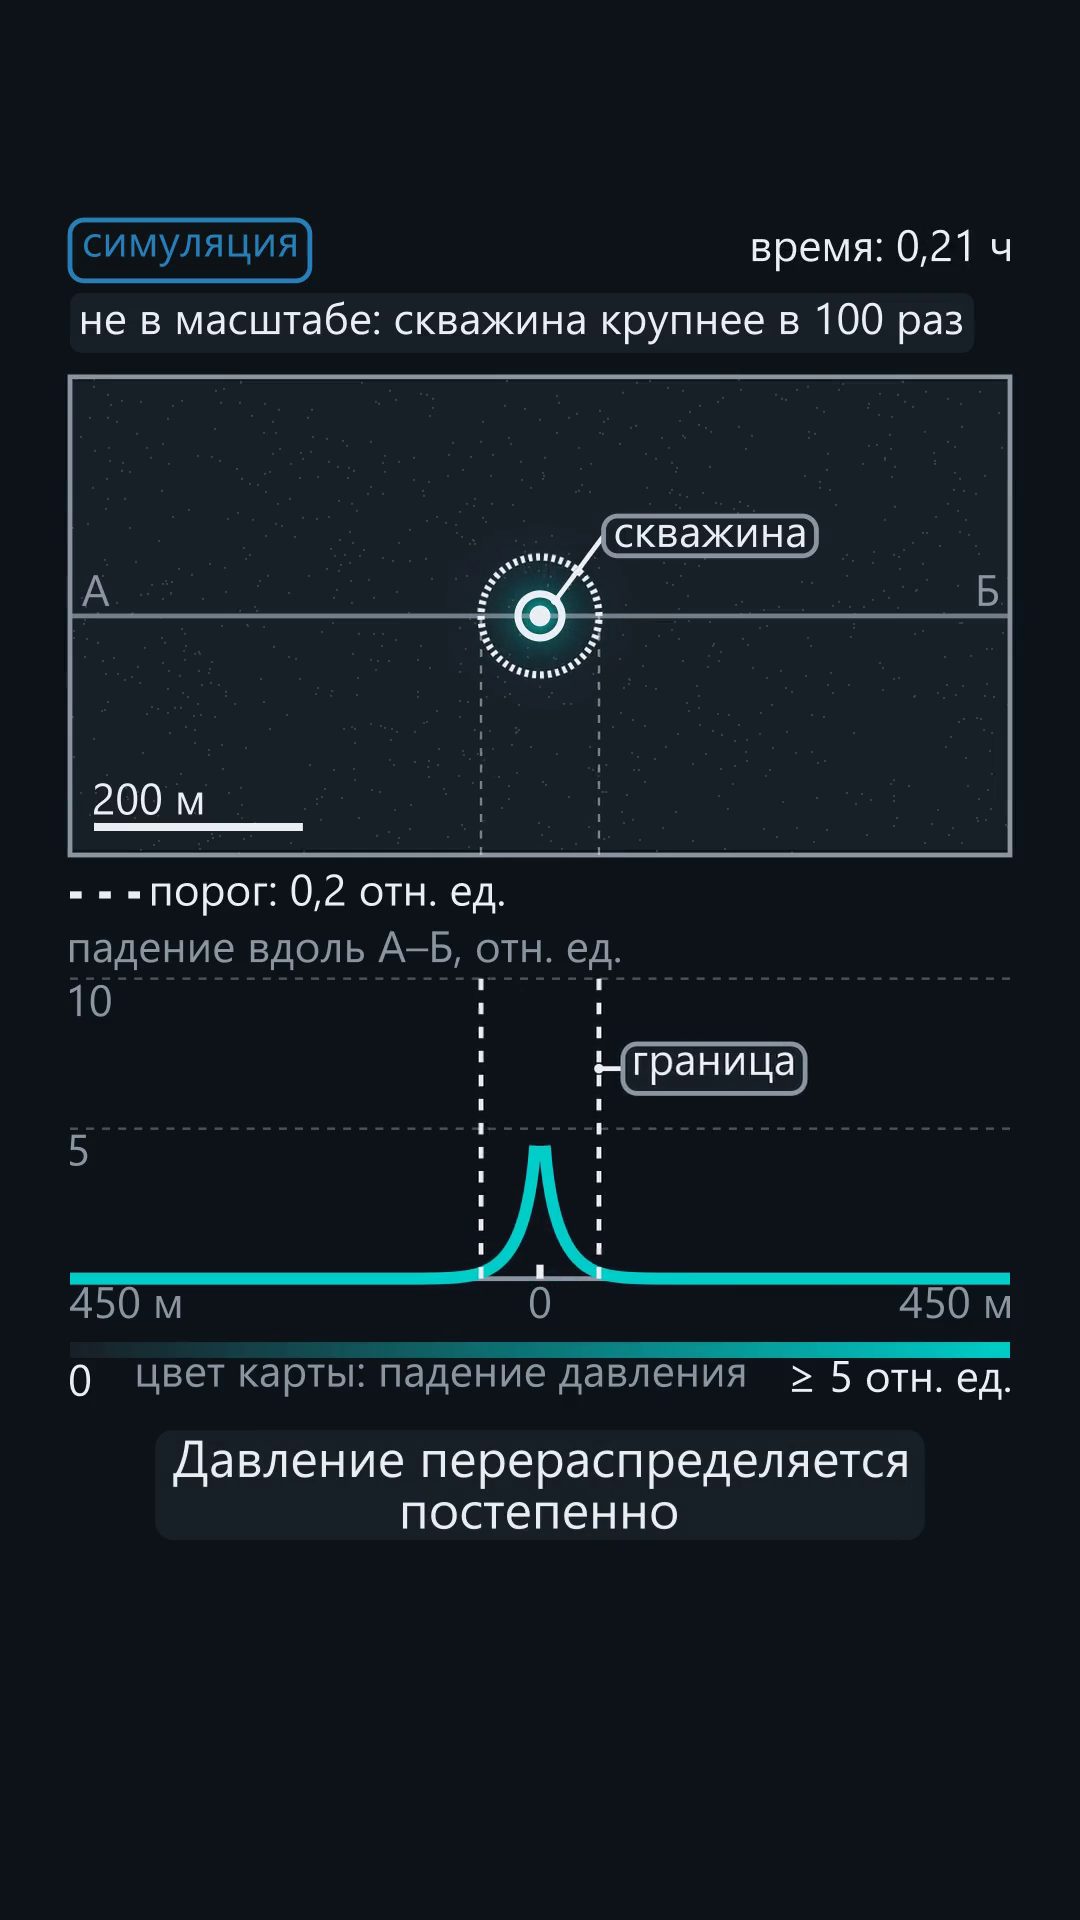 симуляция
время: 0,21 ч
не в масштабе: скважина крупнее в 100 раз
скважина
А
Б
200 м
порог: 0,2 отн. ед.
падение вдоль А–Б, отн. ед.
10
граница
5
450 м
0
450 м
0
цвет карты: падение давления
≥ 5 отн. ед.
Давление перераспределяется
постепенно